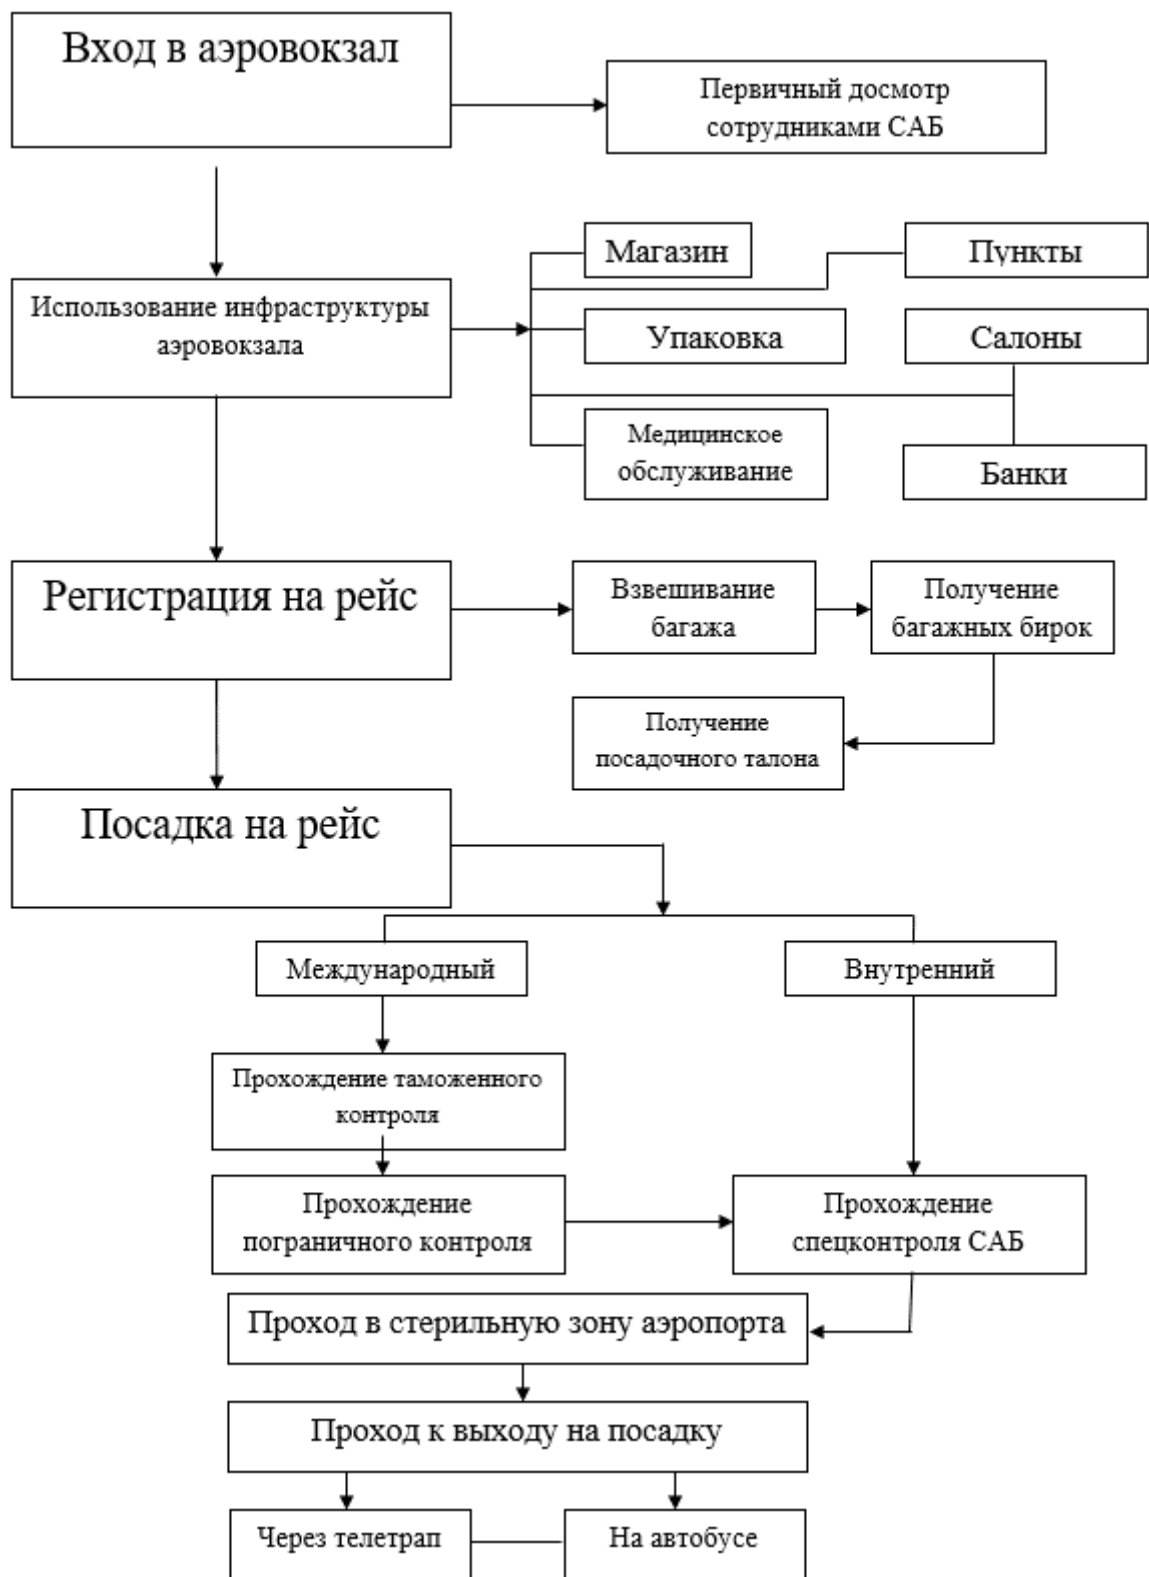 Вход в аэровокзал
Первичный досмотр
сотрудниками САБ
Магазин
Пункты
Использование инфраструктуры
аэровокзала
Упаковка
Салоны
Медицинское
обслуживание
Банки
Регистрация на рейс
Взвешивание
багажа
Получение
багажных бирок
Получение
посадочного талона
Посадка на рейс
Международный
Внутренний
Прохождение таможенного
контроля
Прохождение
пограничного контроля
Прохождение
спецконтроля САБ
Проход в стерильную зону аэропорта
Проход к выходу на посадку
Через телетрап
На автобусе